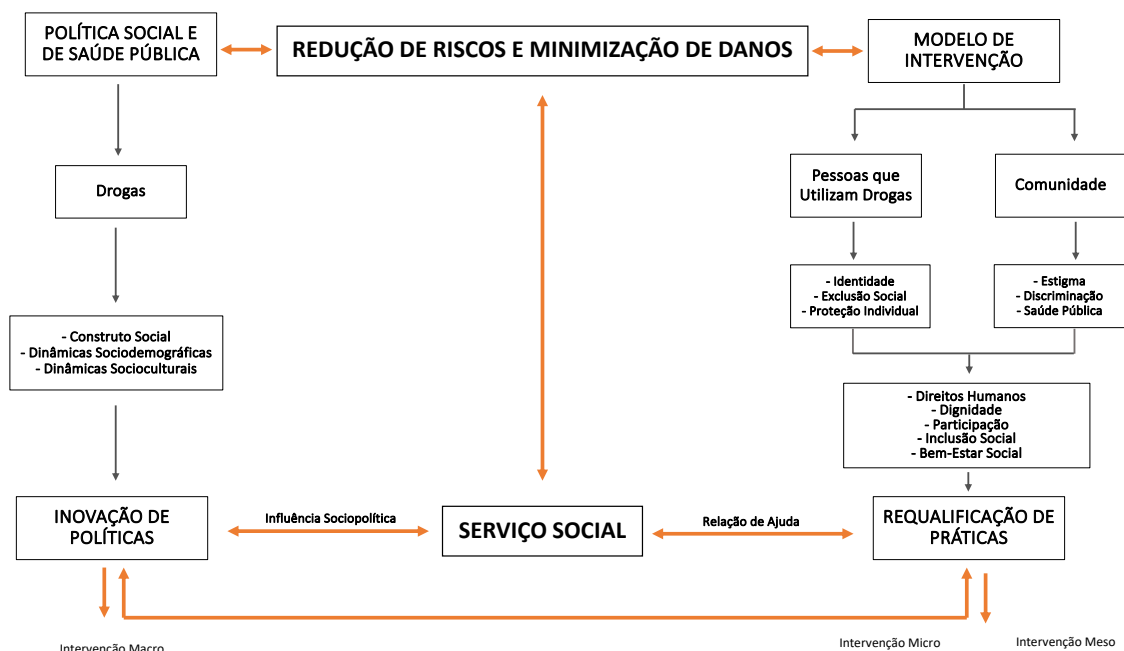 POLÍTICA SOCIAL E
DE SAÚDE PÚBLICA
REDUÇÃO DE RISCOS E MINIMIZAÇÃO DE DANOS
MODELO DE
INTERVENÇÃO
Drogas
Pessoas que
Utilizam Drogas
Comunidade
- Identidade
- Exclusão Social
- Proteção Individual
- Estigma
- Discriminação
- Saúde Pública
- Construto Social
- Dinâmicas Sociodemográficas
- Dinâmicas Socioculturais
- Direitos Humanos
- Dignidade
- Participação
- Inclusão Social
- Bem-Estar Social
INOVAÇÃO DE
POLÍTICAS
Influência Sociopolítica
SERVIÇO SOCIAL
Relação de Ajuda
REQUALIFICAÇÃO DE
PRÁTICAS
Intervenção Macro
Intervenção Micro
Intervenção Meso